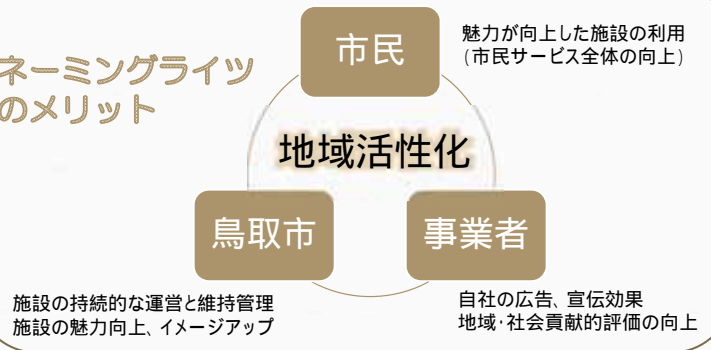 ネーミングライツ
のメリット
市民
魅力が向上した施設の利用
(市民サービス全体の向上)
地域活性化
鳥取市
事業者
施設の持続的な運営と維持管理
施設の魅力向上、イメージアップ
自社の広告、宣伝効果
地域・社会貢献的評価の向上